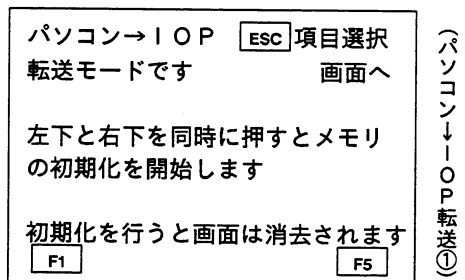 パソコン→IOP ESC 項目選択
転送モードです 画面へ
左下と右下を同時に押すとメモリ
の初期化を開始します
初期化を行うと画面は消去されます
F1 F5
(パソコン→IOP転送①)